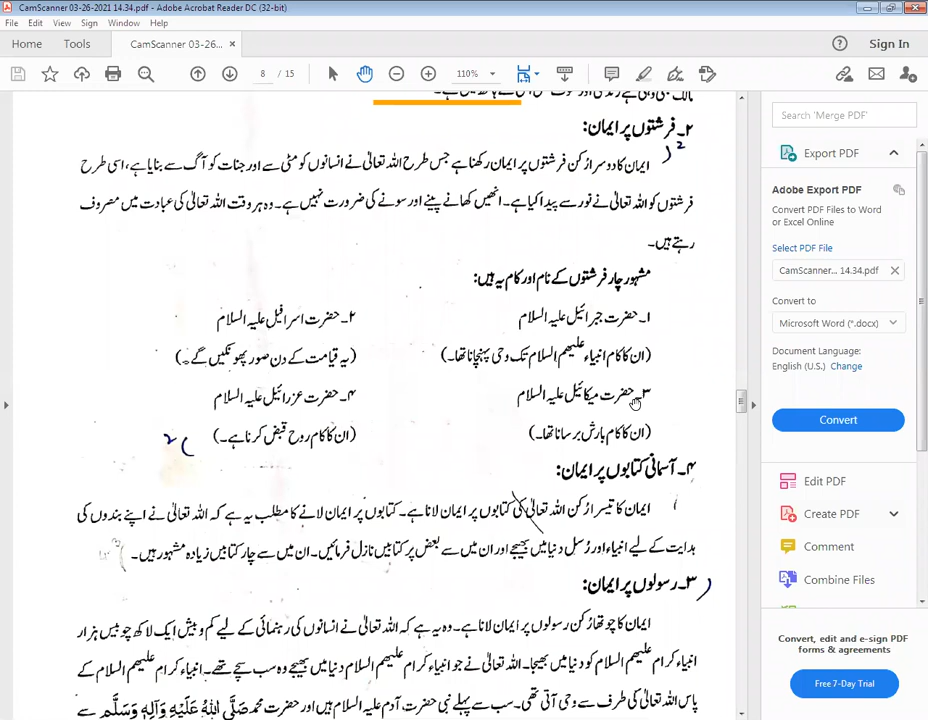 CamScanner 03-26-2021 14.34.pdf - Adobe Acrobat Reader DC (32-bit)
File Edit View Sign Window Help
Home Tools CamScanner 03-26... × Sign In
8 / 15 110%
۲۔ فرشتوں پر ایمان:
ایمان کا دوسرا رُکن فرشتوں پر ایمان رکھنا ہے جس طرح اللہ تعالیٰ نے انسانوں کو مٹی سے اور جنات کو آگ سے بنایا ہے، اسی طرح
فرشتوں کو اللہ تعالیٰ نے نور سے پیدا کیا ہے۔ انھیں کھانے پینے اور سونے کی ضرورت نہیں ہے۔ وہ ہر وقت اللہ تعالیٰ کی عبادت میں مصروف
رہتے ہیں۔
مشہور چار فرشتوں کے نام اور کام یہ ہیں:
۱۔ حضرت جبرائیل علیہ السلام ۲۔ حضرت اسرافیل علیہ السلام
(ان کا کام انبیاء علیھم السلام تک وحی پہنچانا تھا۔) (یہ قیامت کے دن صور پھونکیں گے۔)
۳۔ حضرت میکائیل علیہ السلام ۴۔ حضرت عزرائیل علیہ السلام
(ان کا کام بارش برسانا تھا۔) (ان کا کام روح قبض کرنا ہے۔)
۴۔ آسمانی کتابوں پر ایمان:
ایمان کا تیسرا رُکن اللہ تعالیٰ کی کتابوں پر ایمان لانا ہے۔ کتابوں پر ایمان لانے کا مطلب یہ ہے کہ اللہ تعالیٰ نے اپنے بندوں کی
ہدایت کے لیے انبیاء اور رُسل دنیا میں بھیجے اور ان میں سے بعض پر کتابیں نازل فرمائیں۔ ان میں سے چار کتابیں زیادہ مشہور ہیں۔
۳۔ رسولوں پر ایمان:
ایمان کا چوتھا رُکن رسولوں پر ایمان لانا ہے۔ وہ یہ ہے کہ اللہ تعالیٰ نے انسانوں کی رہنمائی کے لیے کم و بیش ایک لاکھ چوبیس ہزار
انبیاء کرام علیھم السلام کو دنیا میں بھیجا۔ اللہ تعالیٰ نے جو انبیاء کرام علیھم السلام دنیا میں بھیجے وہ سب سچے تھے۔ انبیاء کرام علیھم السلام کے
پاس اللہ تعالیٰ کی طرف سے وحی آتی تھی۔ سب سے پہلے نبی حضرت آدم علیہ السلام ہیں اور حضرت محمد صَلَّی اللہُ عَلَیْہِ وَآلِہٖ وَسَلَّم سے
Search 'Merge PDF'
Export PDF
Adobe Export PDF
Convert PDF Files to Word
or Excel Online
Select PDF File
CamScanner... 14.34.pdf ×
Convert to
Microsoft Word (*.docx)
Document Language:
English (U.S.) Change
Convert
Edit PDF
Create PDF
Comment
Combine Files
Convert, edit and e-sign PDF
forms & agreements
Free 7-Day Trial